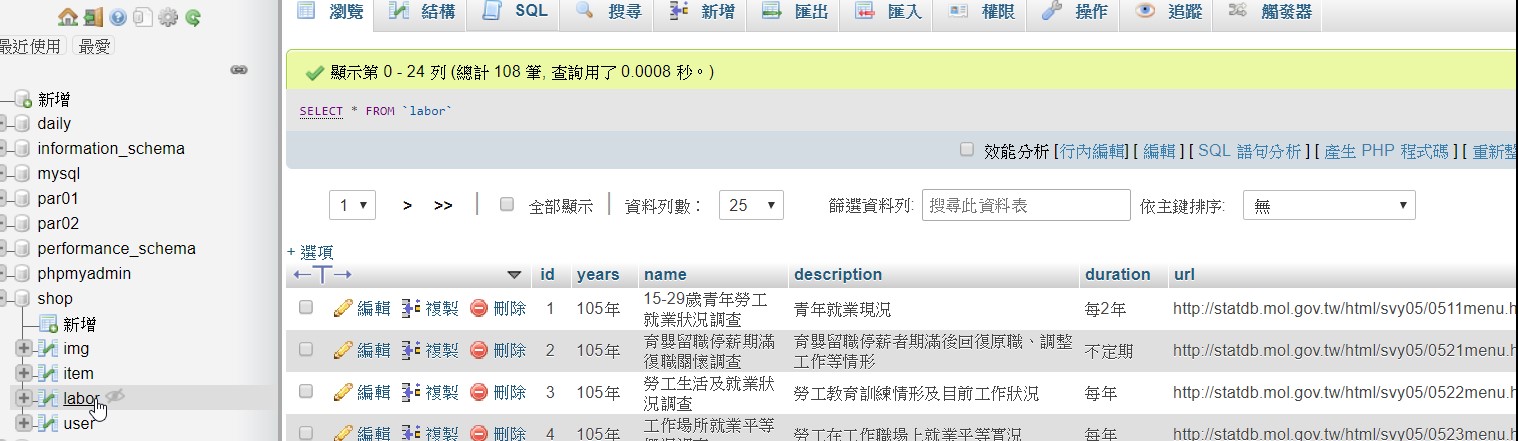 最近使用 最愛
新增
daily
information_schema
mysql
par01
par02
performance_schema
phpmyadmin
shop
新增
img
item
labor
user
瀏覽 結構 SQL 搜尋 新增 匯出 匯入 權限 操作 追蹤 觸發器
顯示第 0 - 24 列 (總計 108 筆, 查詢用了 0.0008 秒。)
SELECT * FROM `labor`
效能分析 [行內編輯] [ 編輯 ] [ SQL 語句分析 ] [ 產生 PHP 程式碼 ] [ 重新整
1 > >> 全部顯示 資料列數： 25 篩選資料列: 搜尋此資料表 依主鍵排序: 無
+ 選項
←T→ id years name description duration url
編輯 複製 刪除 1 105年 15-29歲青年勞工就業狀況調查 青年就業現況 每2年 http://statdb.mol.gov.tw/html/svy05/0511menu.h
編輯 複製 刪除 2 105年 育嬰留職停薪期滿復職關懷調查 育嬰留職停薪者期滿後回復原職、調整工作等情形 不定期 http://statdb.mol.gov.tw/html/svy05/0521menu.h
編輯 複製 刪除 3 105年 勞工生活及就業狀況調查 勞工教育訓練情形及目前工作狀況 每年 http://statdb.mol.gov.tw/html/svy05/0522menu.h
編輯 複製 刪除 4 105年 工作場所就業平等 勞工在工作職場上就業平等實況 每年 http://statdb.mol.gov.tw/html/svy05/0523menu.h